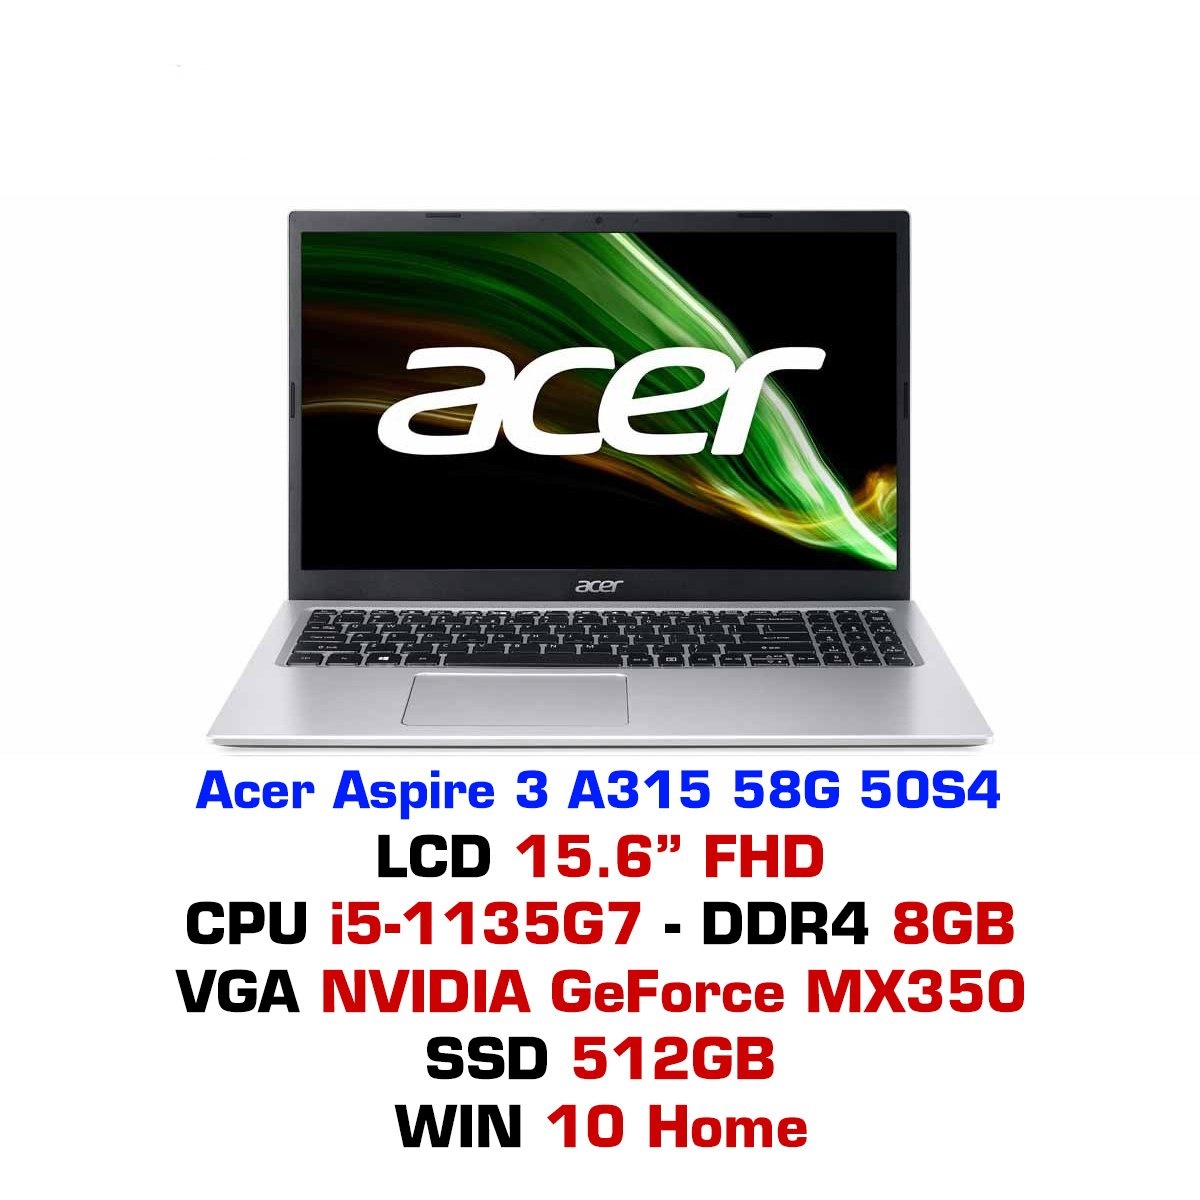 acer
acer
Acer Aspire 3 A315 58G 50S4
LCD 15.6” FHD
CPU i5-1135G7 - DDR4 8GB
VGA NVIDIA GeForce MX350
SSD 512GB
WIN 10 Home